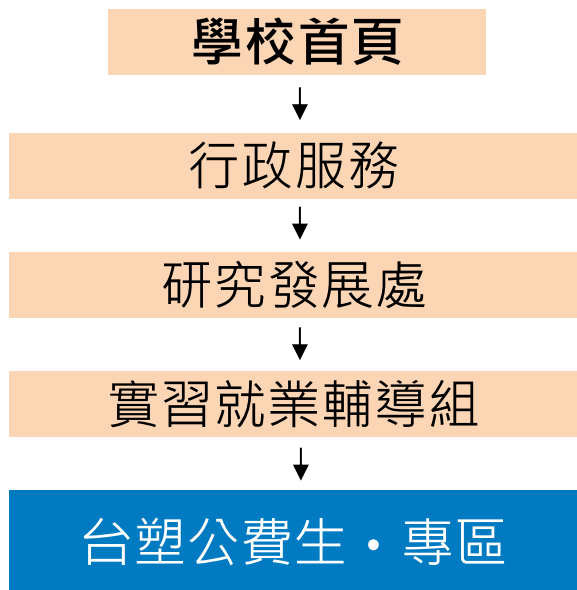 學校首頁
行政服務
研究發展處
實習就業輔導組
台塑公費生・專區